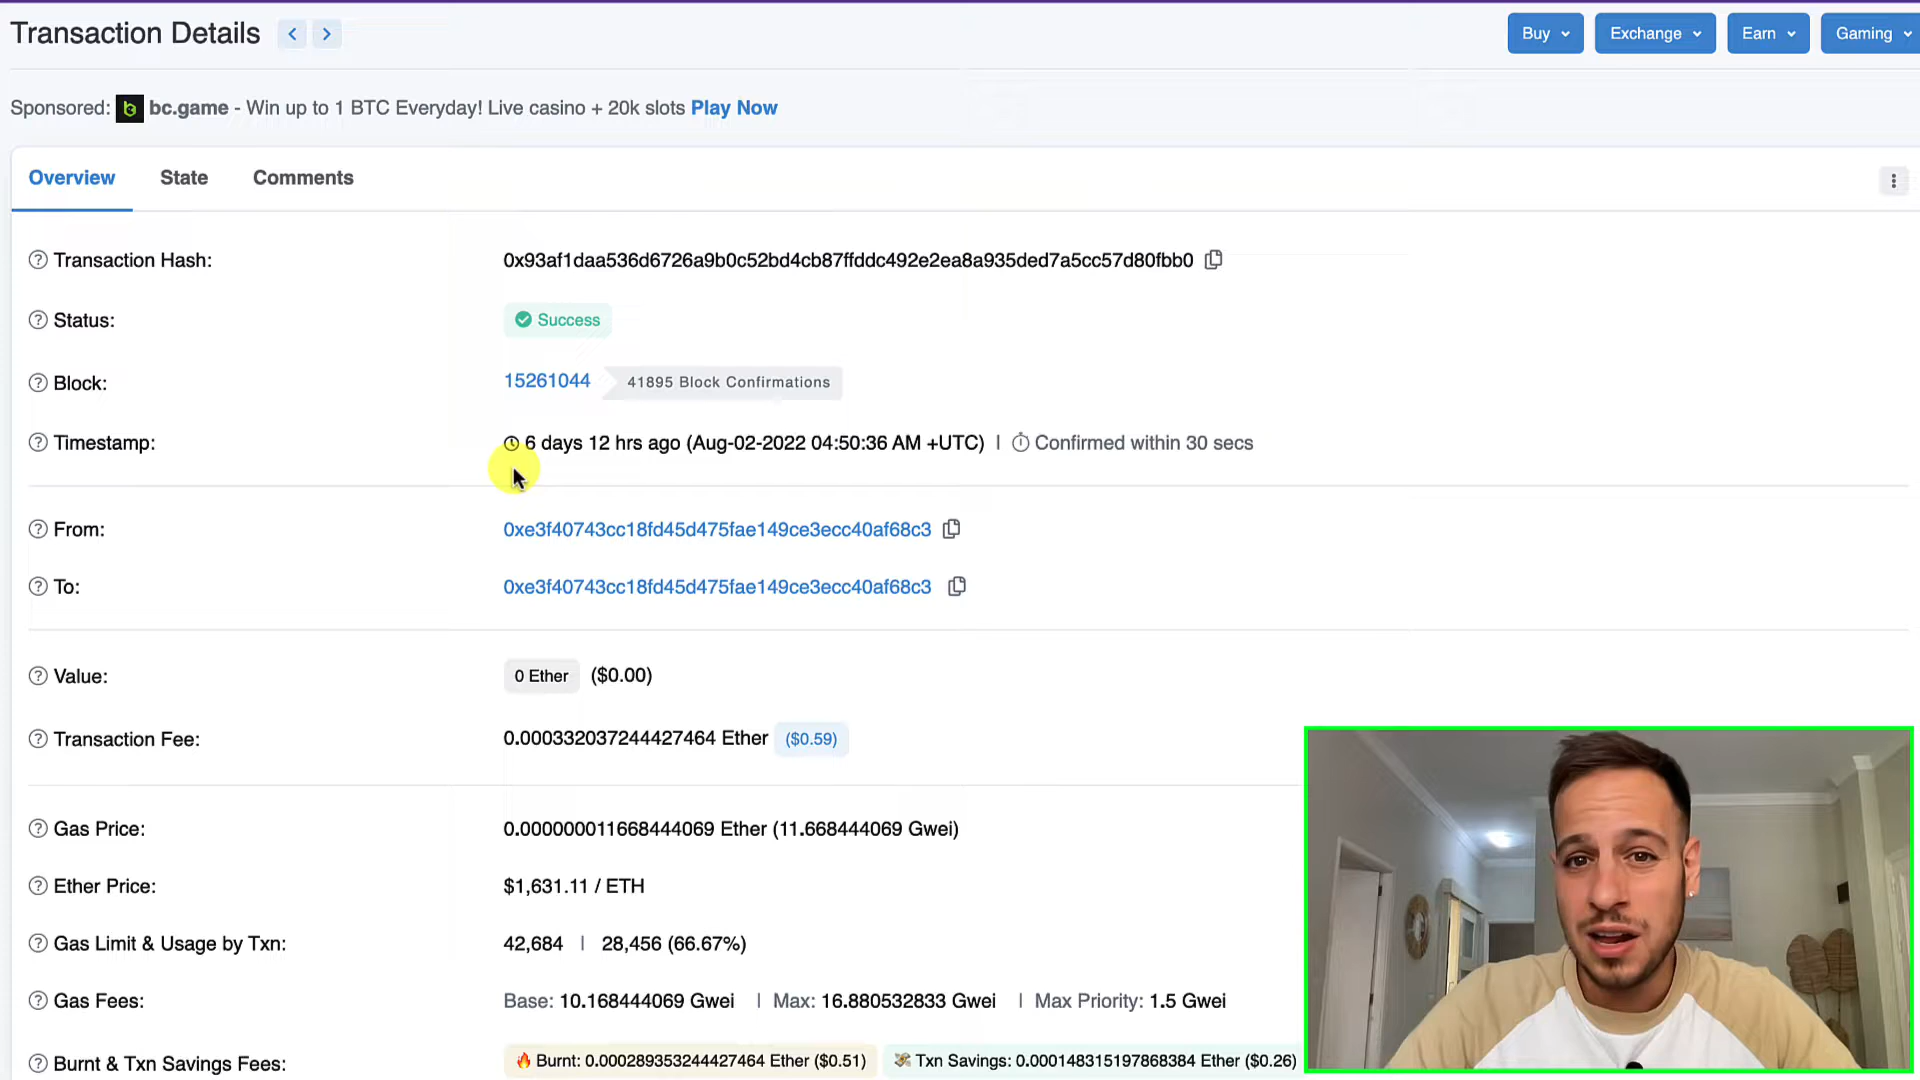 Transaction Details
Buy
Exchange
Earn
Gaming
Sponsored: bc.game - Win up to 1 BTC Everyday! Live casino + 20k slots Play Now
Overview
State
Comments
Transaction Hash: 0x93af1daa536d6726a9b0c52bd4cb87ffddc492e2ea8a935ded7a5cc57d80fbb0
Status: Success
Block: 15261044 41895 Block Confirmations
Timestamp: 6 days 12 hrs ago (Aug-02-2022 04:50:36 AM +UTC) | Confirmed within 30 secs
From: 0xe3f40743cc18fd45d475fae149ce3ecc40af68c3
To: 0xe3f40743cc18fd45d475fae149ce3ecc40af68c3
Value: 0 Ether ($0.00)
Transaction Fee: 0.000332037244427464 Ether ($0.59)
Gas Price: 0.000000011668444069 Ether (11.668444069 Gwei)
Ether Price: $1,631.11 / ETH
Gas Limit & Usage by Txn: 42,684 | 28,456 (66.67%)
Gas Fees: Base: 10.168444069 Gwei | Max: 16.880532833 Gwei | Max Priority: 1.5 Gwei
Burnt & Txn Savings Fees: Burnt: 0.000289353244427464 Ether ($0.51) Txn Savings: 0.000148315197868384 Ether ($0.26)